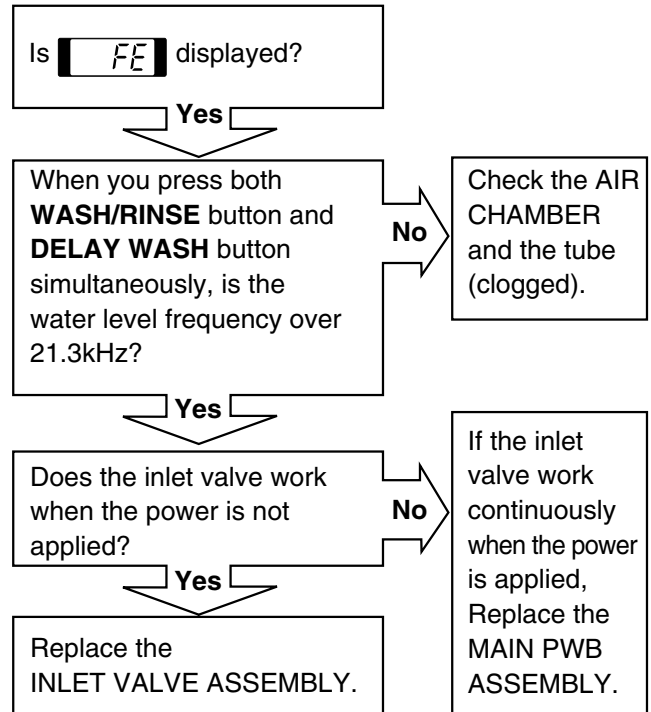 Is FE displayed?
Yes
When you press both
WASH/RINSE button and
DELAY WASH button
simultaneously, is the
water level frequency over
21.3kHz?
No
Check the AIR
CHAMBER
and the tube
(clogged).
Yes
Does the inlet valve work
when the power is not
applied?
No
If the inlet
valve work
continuously
when the power
is applied,
Replace the
MAIN PWB
ASSEMBLY.
Yes
Replace the
INLET VALVE ASSEMBLY.